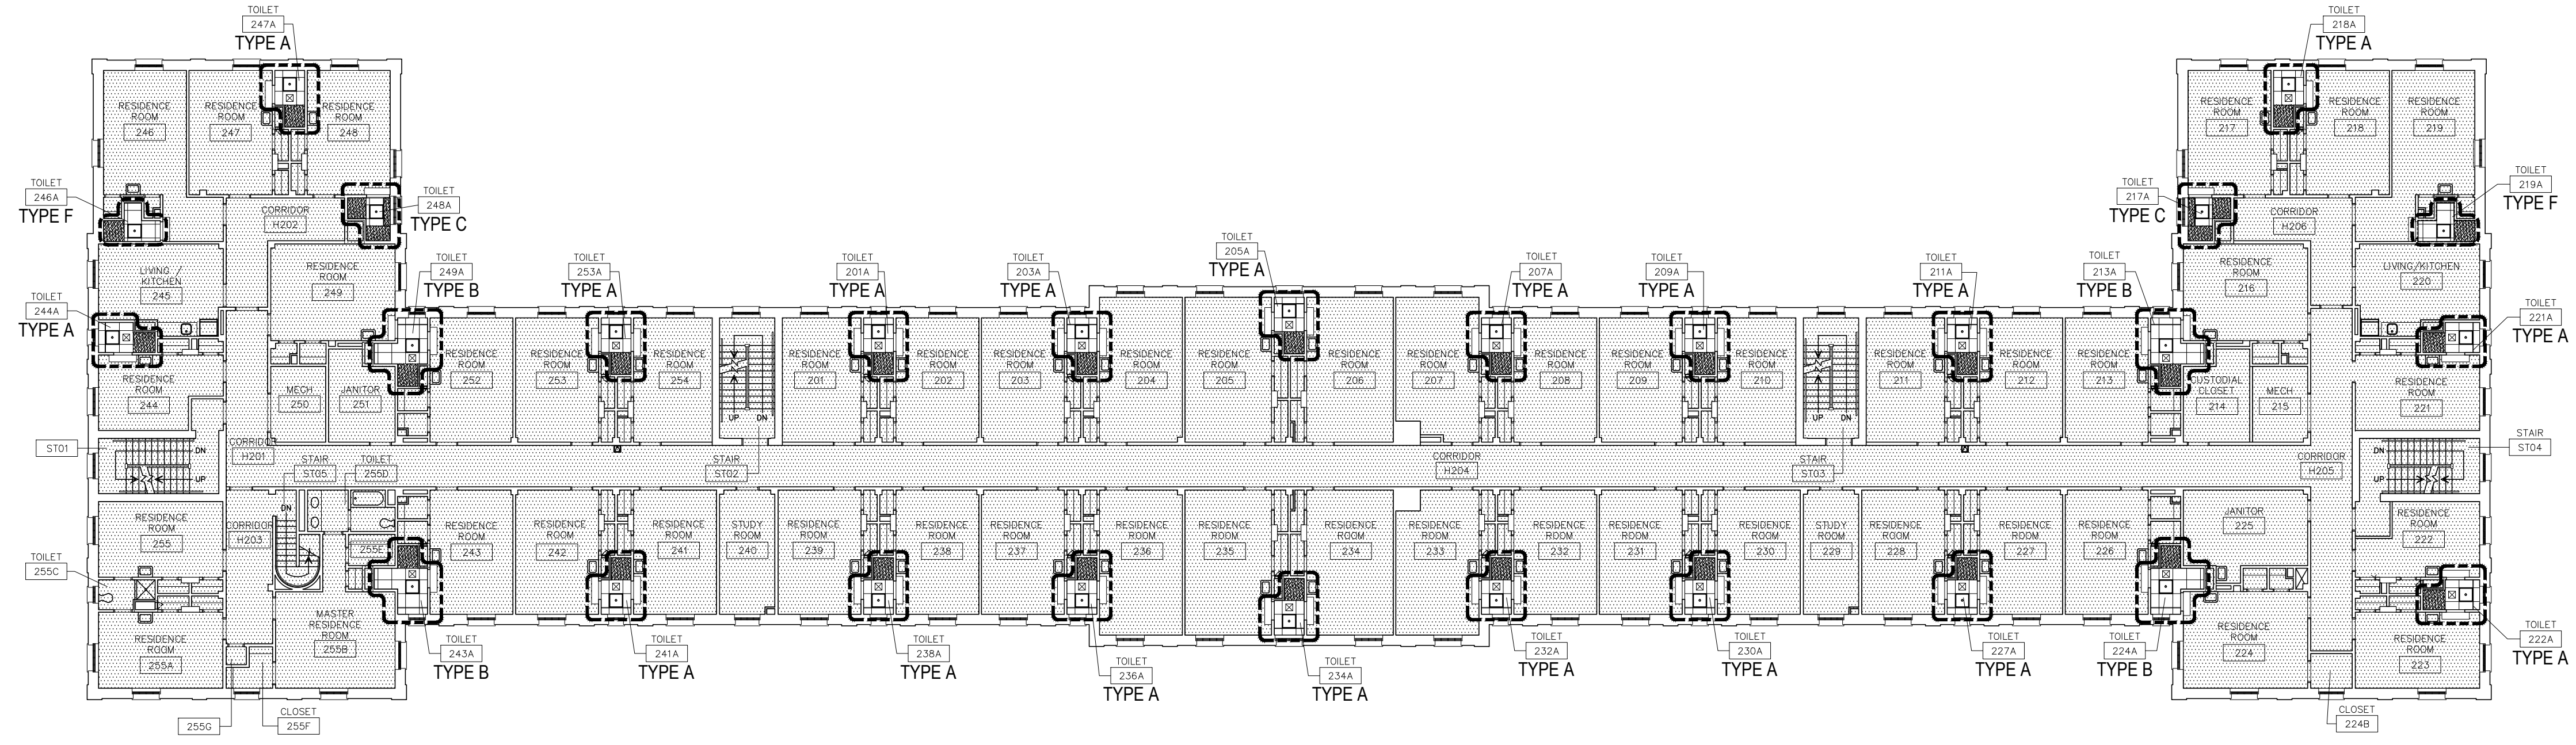 TOILET
247A
TYPE A
TOILET
218A
TYPE A
RESIDENCE
ROOM
246
RESIDENCE
ROOM
247
RESIDENCE
ROOM
248
RESIDENCE
ROOM
217
RESIDENCE
ROOM
218
RESIDENCE
ROOM
219
TOILET
246A
TYPE F
TOILET
248A
TYPE C
CORRIDOR
H202
TOILET
217A
TYPE C
CORRIDOR
H206
TOILET
219A
TYPE F
LIVING /
KITCHEN
245
RESIDENCE
ROOM
249
TOILET
249A
TYPE B
TOILET
253A
TYPE A
TOILET
201A
TYPE A
TOILET
203A
TYPE A
TOILET
205A
TYPE A
TOILET
207A
TYPE A
TOILET
209A
TYPE A
TOILET
211A
TYPE A
TOILET
213A
TYPE B
RESIDENCE
ROOM
216
LIVING/KITCHEN
220
TOILET
244A
TYPE A
TOILET
221A
TYPE A
RESIDENCE
ROOM
244
MECH
250
JANITOR
251
RESIDENCE
ROOM
252
RESIDENCE
ROOM
253
RESIDENCE
ROOM
254
UP
DN
RESIDENCE
ROOM
201
RESIDENCE
ROOM
202
RESIDENCE
ROOM
203
RESIDENCE
ROOM
204
RESIDENCE
ROOM
205
RESIDENCE
ROOM
206
RESIDENCE
ROOM
207
RESIDENCE
ROOM
208
RESIDENCE
ROOM
209
RESIDENCE
ROOM
210
UP
DN
RESIDENCE
ROOM
211
RESIDENCE
ROOM
212
RESIDENCE
ROOM
213
CUSTODIAL
CLOSET
214
MECH
215
RESIDENCE
ROOM
221
ST01
DN
UP
CORRIDOR
H201
STAIR
ST05
TOILET
255D
STAIR
ST02
CORRIDOR
H204
STAIR
ST03
CORRIDOR
H205
DN
UP
STAIR
ST04
RESIDENCE
ROOM
255
CORRIDOR
H203
DN
255E
RESIDENCE
ROOM
243
RESIDENCE
ROOM
242
RESIDENCE
ROOM
241
STUDY
ROOM
240
RESIDENCE
ROOM
239
RESIDENCE
ROOM
238
RESIDENCE
ROOM
237
RESIDENCE
ROOM
236
RESIDENCE
ROOM
235
RESIDENCE
ROOM
234
RESIDENCE
ROOM
233
RESIDENCE
ROOM
232
RESIDENCE
ROOM
231
RESIDENCE
ROOM
230
STUDY
ROOM
229
RESIDENCE
ROOM
228
RESIDENCE
ROOM
227
RESIDENCE
ROOM
226
JANITOR
225
RESIDENCE
ROOM
222
TOILET
255C
RESIDENCE
ROOM
255A
MASTER
RESIDENCE
ROOM
255B
TOILET
243A
TYPE B
TOILET
241A
TYPE A
TOILET
238A
TYPE A
TOILET
236A
TYPE A
TOILET
234A
TYPE A
TOILET
232A
TYPE A
TOILET
230A
TYPE A
TOILET
227A
TYPE A
TOILET
224A
TYPE B
RESIDENCE
ROOM
224
RESIDENCE
ROOM
223
TOILET
222A
TYPE A
255G
CLOSET
255F
CLOSET
224B